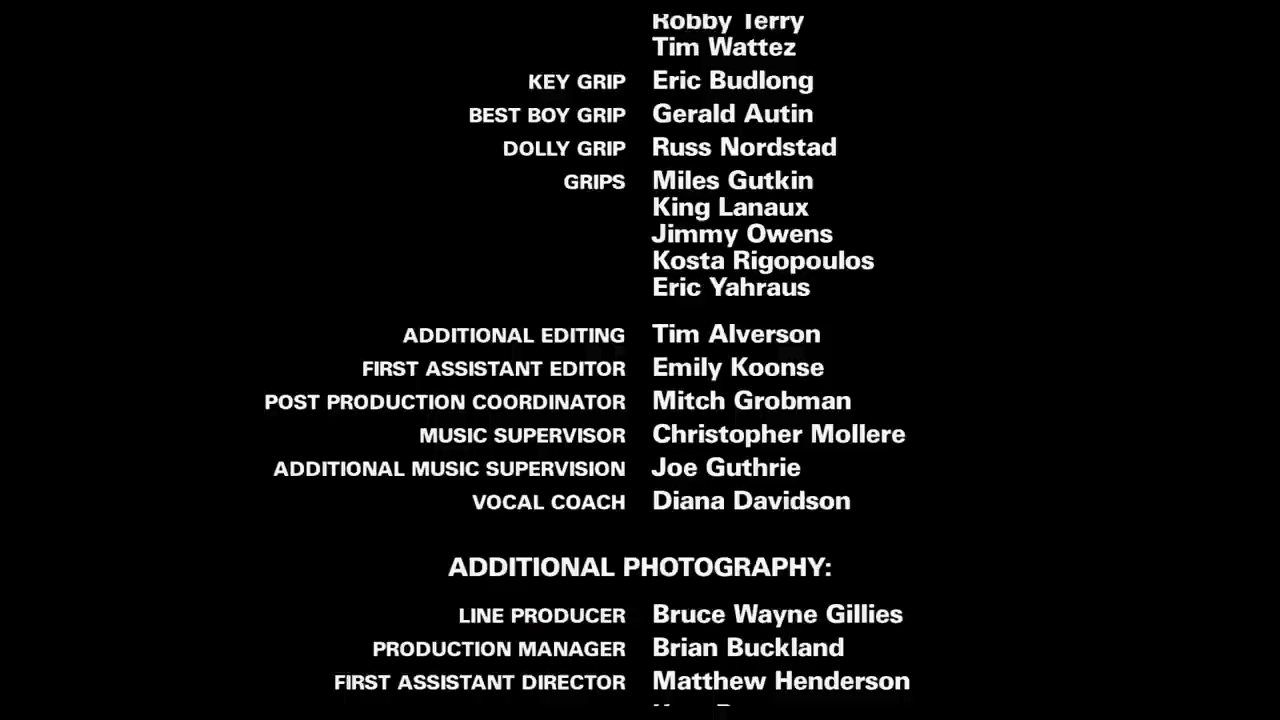 Robby Terry
Tim Wattez
KEY GRIP Eric Budlong
BEST BOY GRIP Gerald Autin
DOLLY GRIP Russ Nordstad
GRIPS Miles Gutkin
King Lanaux
Jimmy Owens
Kosta Rigopoulos
Eric Yahraus
ADDITIONAL EDITING Tim Alverson
FIRST ASSISTANT EDITOR Emily Koonse
POST PRODUCTION COORDINATOR Mitch Grobman
MUSIC SUPERVISOR Christopher Mollere
ADDITIONAL MUSIC SUPERVISION Joe Guthrie
VOCAL COACH Diana Davidson
ADDITIONAL PHOTOGRAPHY:
LINE PRODUCER Bruce Wayne Gillies
PRODUCTION MANAGER Brian Buckland
FIRST ASSISTANT DIRECTOR Matthew Henderson